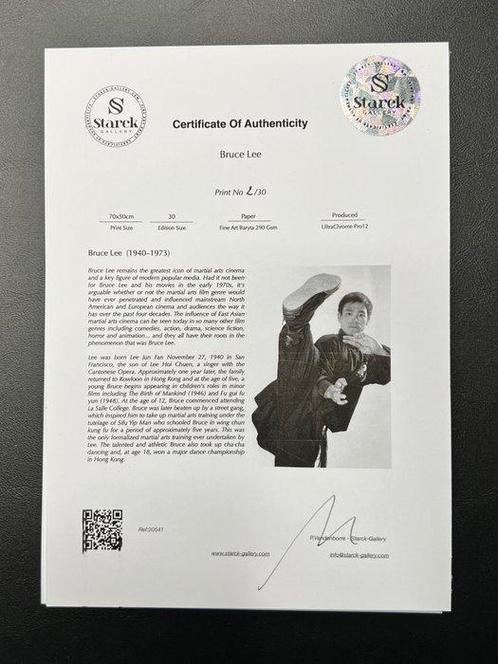 Starck
GALLERY
Starck
GALLERY
Certificate Of Authenticity
Bruce Lee
Print No /30
70x50cm
Print Size
30
Edition Size
Paper
Fine Art Baryta 290 Gsm
Produced
UltraChrome Pro12
Bruce Lee (1940–1973)
Bruce Lee remains the greatest icon of martial arts cinema
and a key figure of modern popular media. Had it not been
for Bruce Lee and his movies in the early 1970s, it's
arguable whether or not the martial arts film genre would
have ever penetrated and influenced mainstream North
American and European cinema and audiences the way it
has over the past four decades. The influence of East Asian
martial arts cinema can be seen today in so many other film
genres including comedies, action, drama, science fiction,
horror and animation... and they all have their roots in the
phenomenon that was Bruce Lee.
Lee was born Lee Jun Fan November 27, 1940 in San
Francisco, the son of Lee Hoi Chuen, a singer with the
Cantonese Opera. Approximately one year later, the family
returned to Kowloon in Hong Kong and at the age of five, a
young Bruce begins appearing in children's roles in minor
films including The Birth of Mankind (1946) and Fu gui fu
yun (1948). At the age of 12, Bruce commenced attending
La Salle College. Bruce was later beaten up by a street gang,
which inspired him to take up martial arts training under the
tutelage of Sifu Yip Man who schooled Bruce in wing chun
kung fu for a period of approximately five years. This was
the only formalized martial arts training ever undertaken by
Lee. The talented and athletic Bruce also took up cha-cha
dancing and, at age 18, won a major dance championship
in Hong Kong.
Ref:20541
P.Vandenborre - Starck-Gallery
www.starck-gallery.com
info@starck-gallery.com